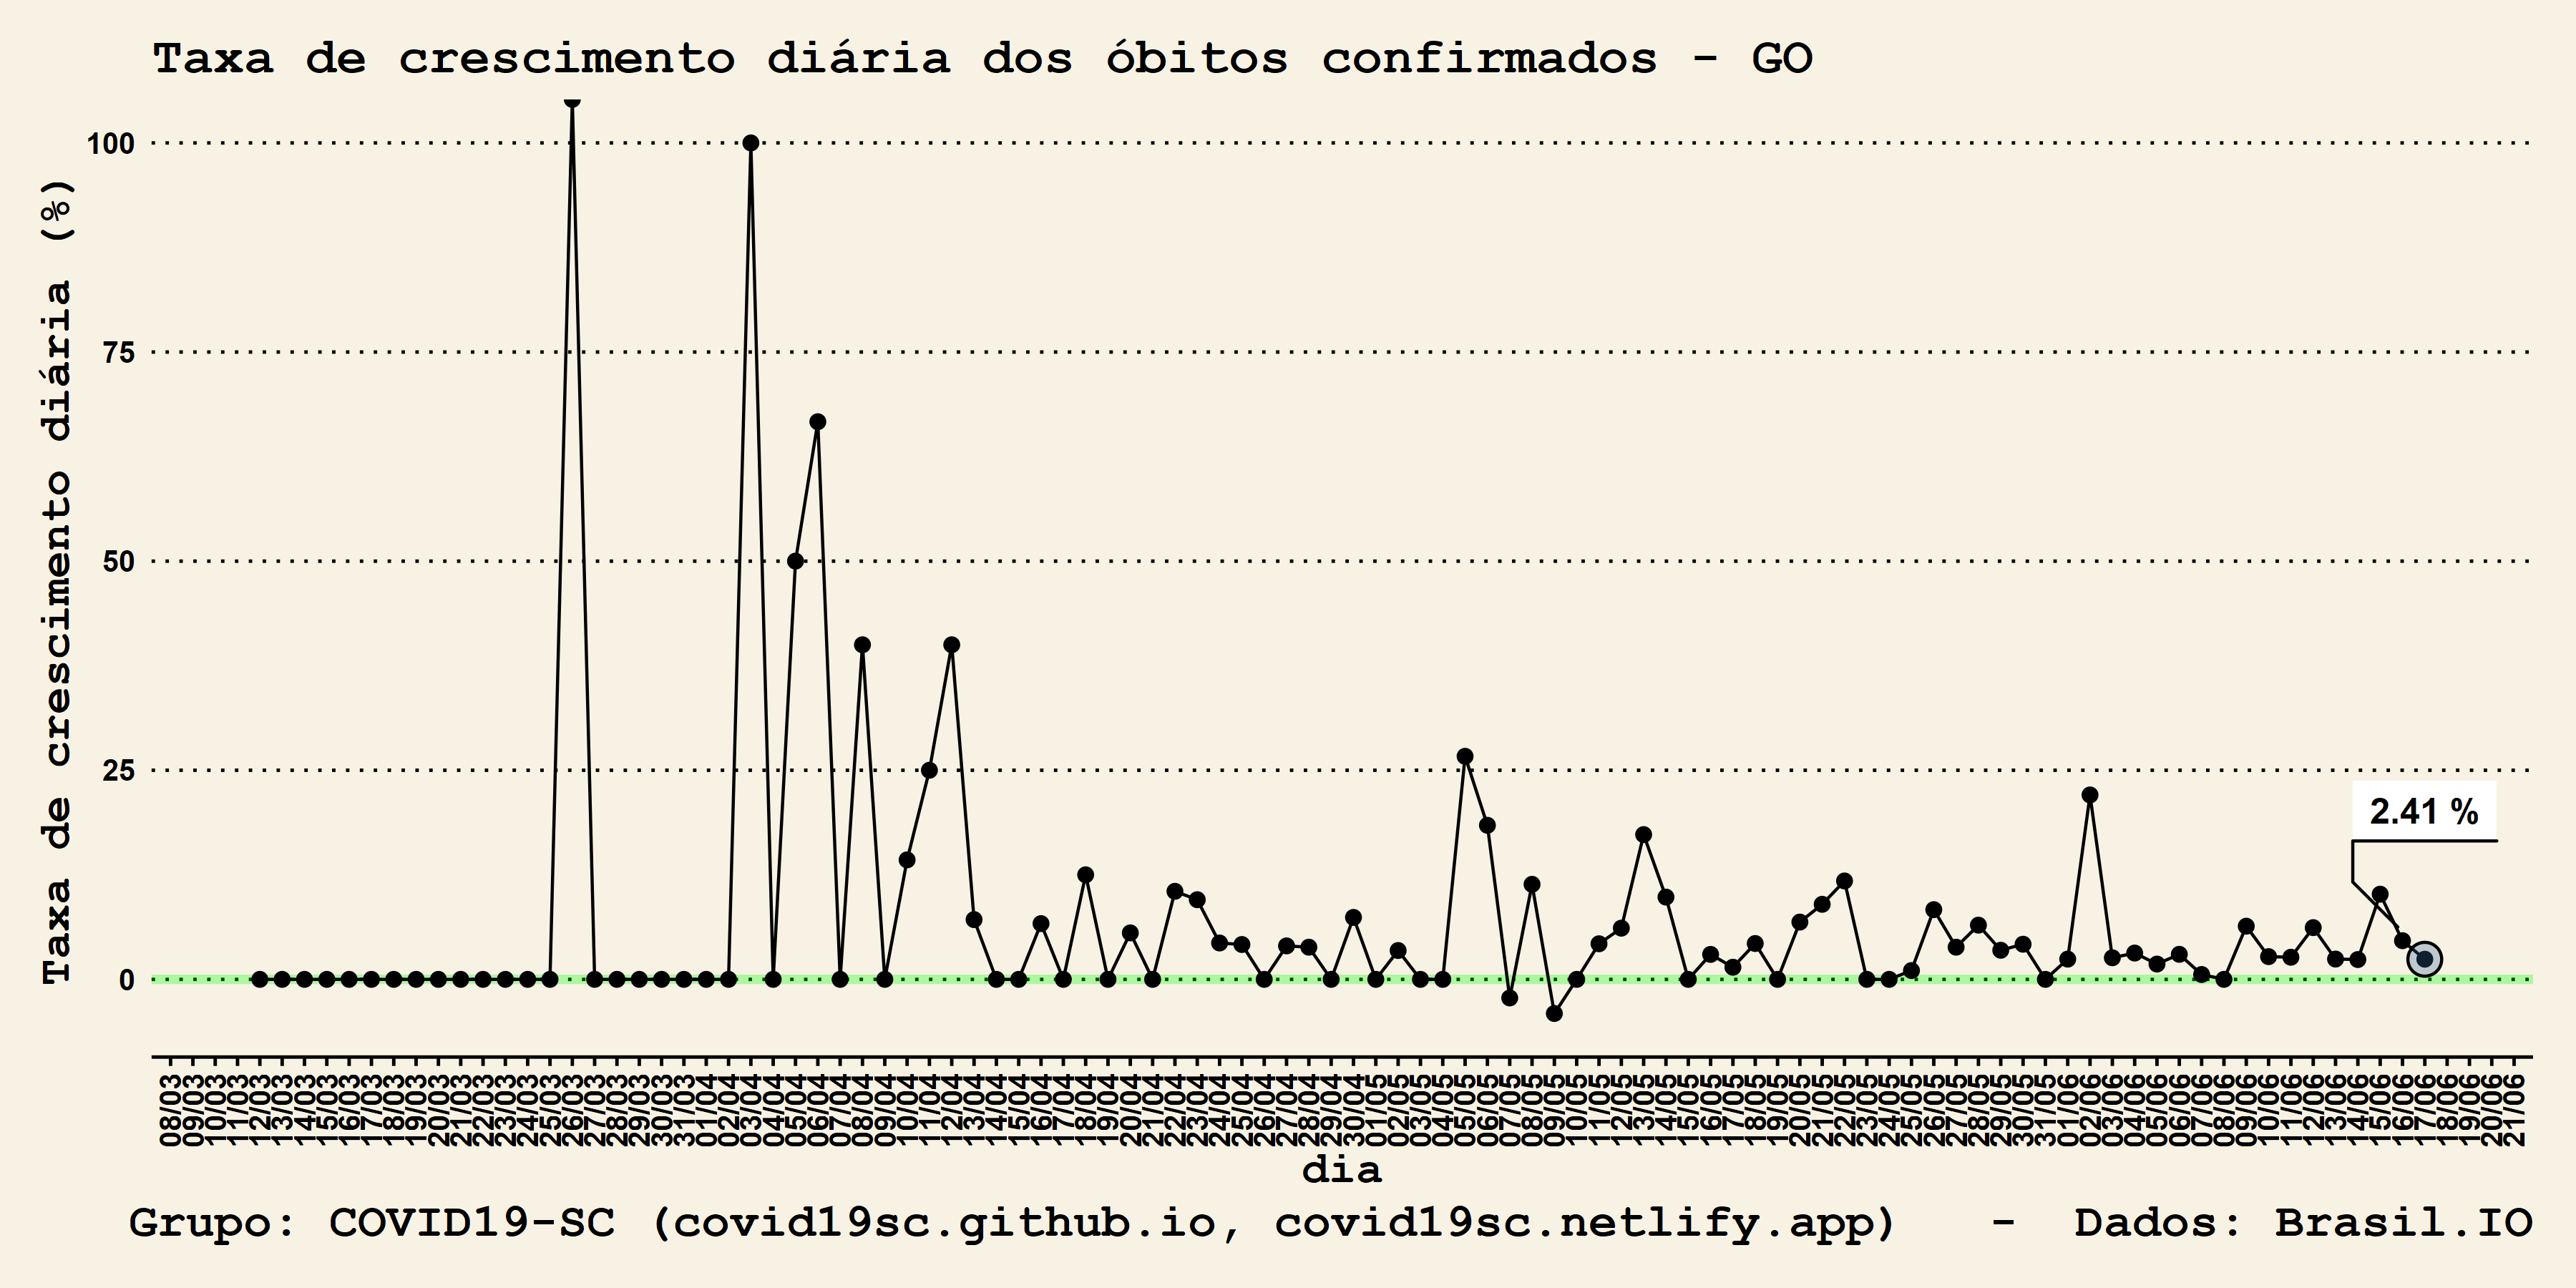 Taxa de crescimento diária dos óbitos confirmados - GO
Taxa de crescimento diária (%)
100
75
50
25
0
2.41 %
08/03 09/03 10/03 11/03 12/03 13/03 14/03 15/03 16/03 17/03 18/03 19/03 20/03 21/03 22/03 23/03 24/03 25/03 26/03 27/03 28/03 29/03 30/03 31/03 01/04 02/04 03/04 04/04 05/04 06/04 07/04 08/04 09/04 10/04 11/04 12/04 13/04 14/04 15/04 16/04 17/04 18/04 19/04 20/04 21/04 22/04 23/04 24/04 25/04 26/04 27/04 28/04 29/04 30/04 01/05 02/05 03/05 04/05 05/05 06/05 07/05 08/05 09/05 10/05 11/05 12/05 13/05 14/05 15/05 16/05 17/05 18/05 19/05 20/05 21/05 22/05 23/05 24/05 25/05 26/05 27/05 28/05 29/05 30/05 31/05 01/06 02/06 03/06 04/06 05/06 06/06 07/06 08/06 09/06 10/06 11/06 12/06 13/06 14/06 15/06 16/06 17/06 18/06 19/06 20/06 21/06
dia
Grupo: COVID19-SC (covid19sc.github.io, covid19sc.netlify.app) - Dados: Brasil.IO